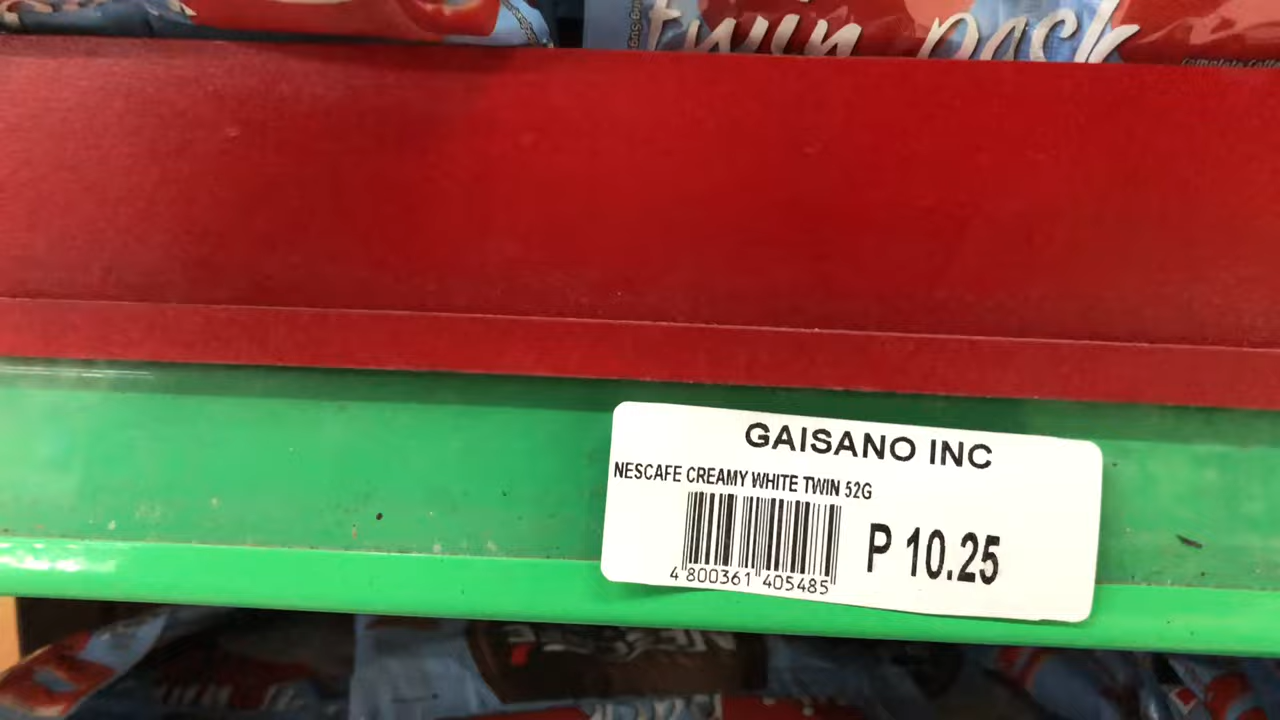 twin pack
GAISANO INC
NESCAFE CREAMY WHITE TWIN 52G
P 10.25
4 800361 405485